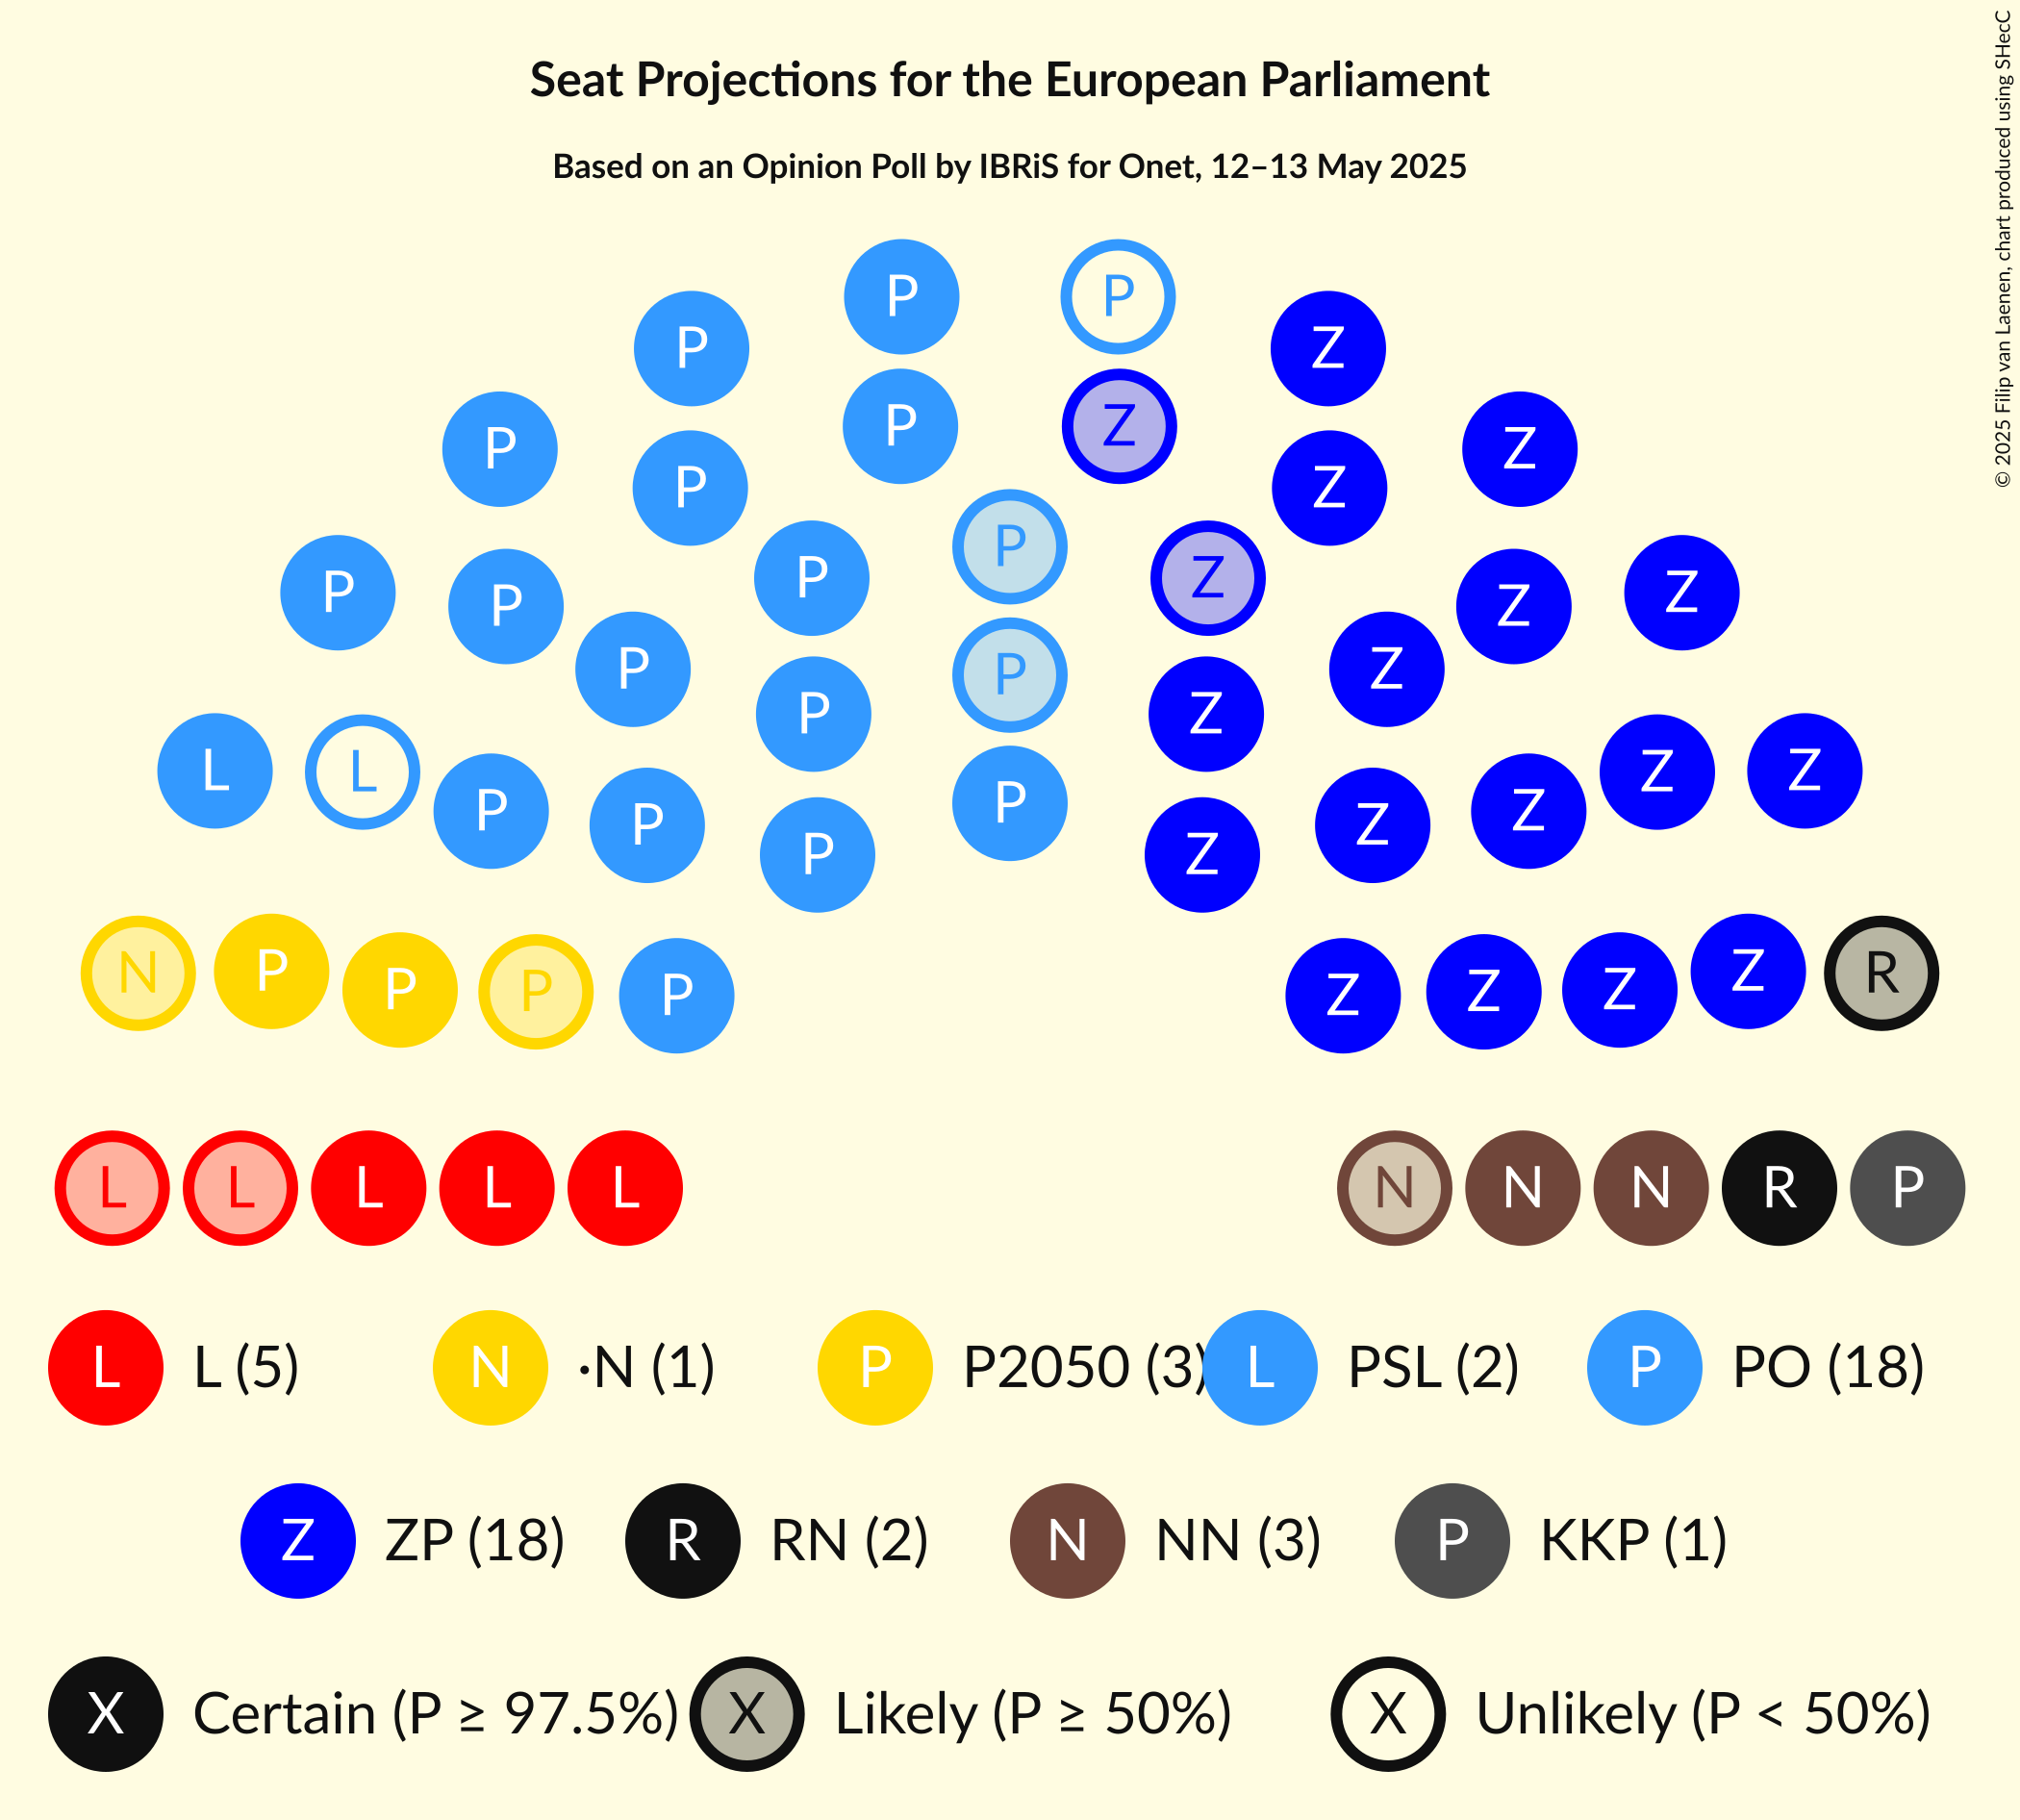 Seat Projections for the European Parliament
Based on an Opinion Poll by IBRiS for Onet, 12–13 May 2025
© 2025 Filip van Laenen, chart produced using SHecC
P P
P Z
P Z
P P Z Z
P
P Z
P Z
P P Z Z
P Z
P
P Z
L L Z Z
P
P P Z Z
P Z
N P P Z Z R
P P Z Z
P Z
L L L L L N N N R P
L L (5) N ·N (1) P P2050 (3) L PSL (2) P PO (18)
Z ZP (18) R RN (2) N NN (3) P KKP (1)
X Certain (P ≥ 97.5%) X Likely (P ≥ 50%) X Unlikely (P < 50%)